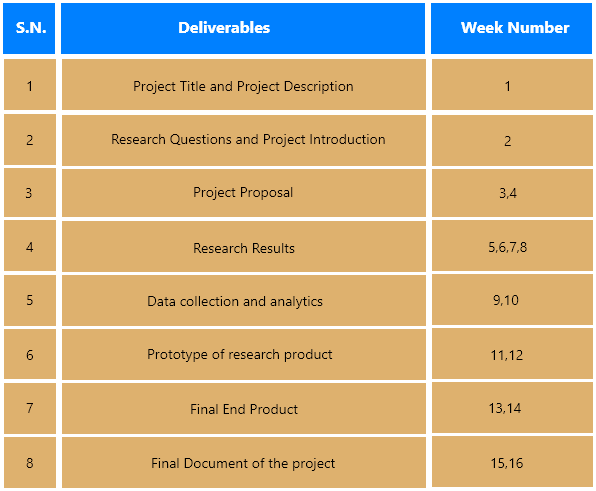 S.N. Deliverables Week Number
1 Project Title and Project Description 1
2 Research Questions and Project Introduction 2
3 Project Proposal 3,4
4 Research Results 5,6,7,8
5 Data collection and analytics 9,10
6 Prototype of research product 11,12
7 Final End Product 13,14
8 Final Document of the project 15,16